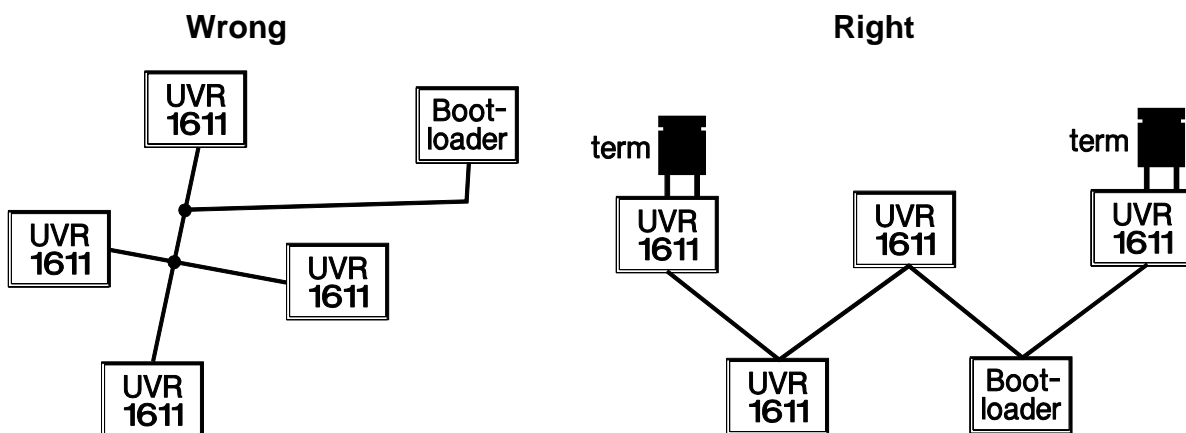 Wrong
UVR
1611
Boot-
loader
UVR
1611
UVR
1611
UVR
1611
Right
term
term
UVR
1611
UVR
1611
UVR
1611
UVR
1611
Boot-
loader